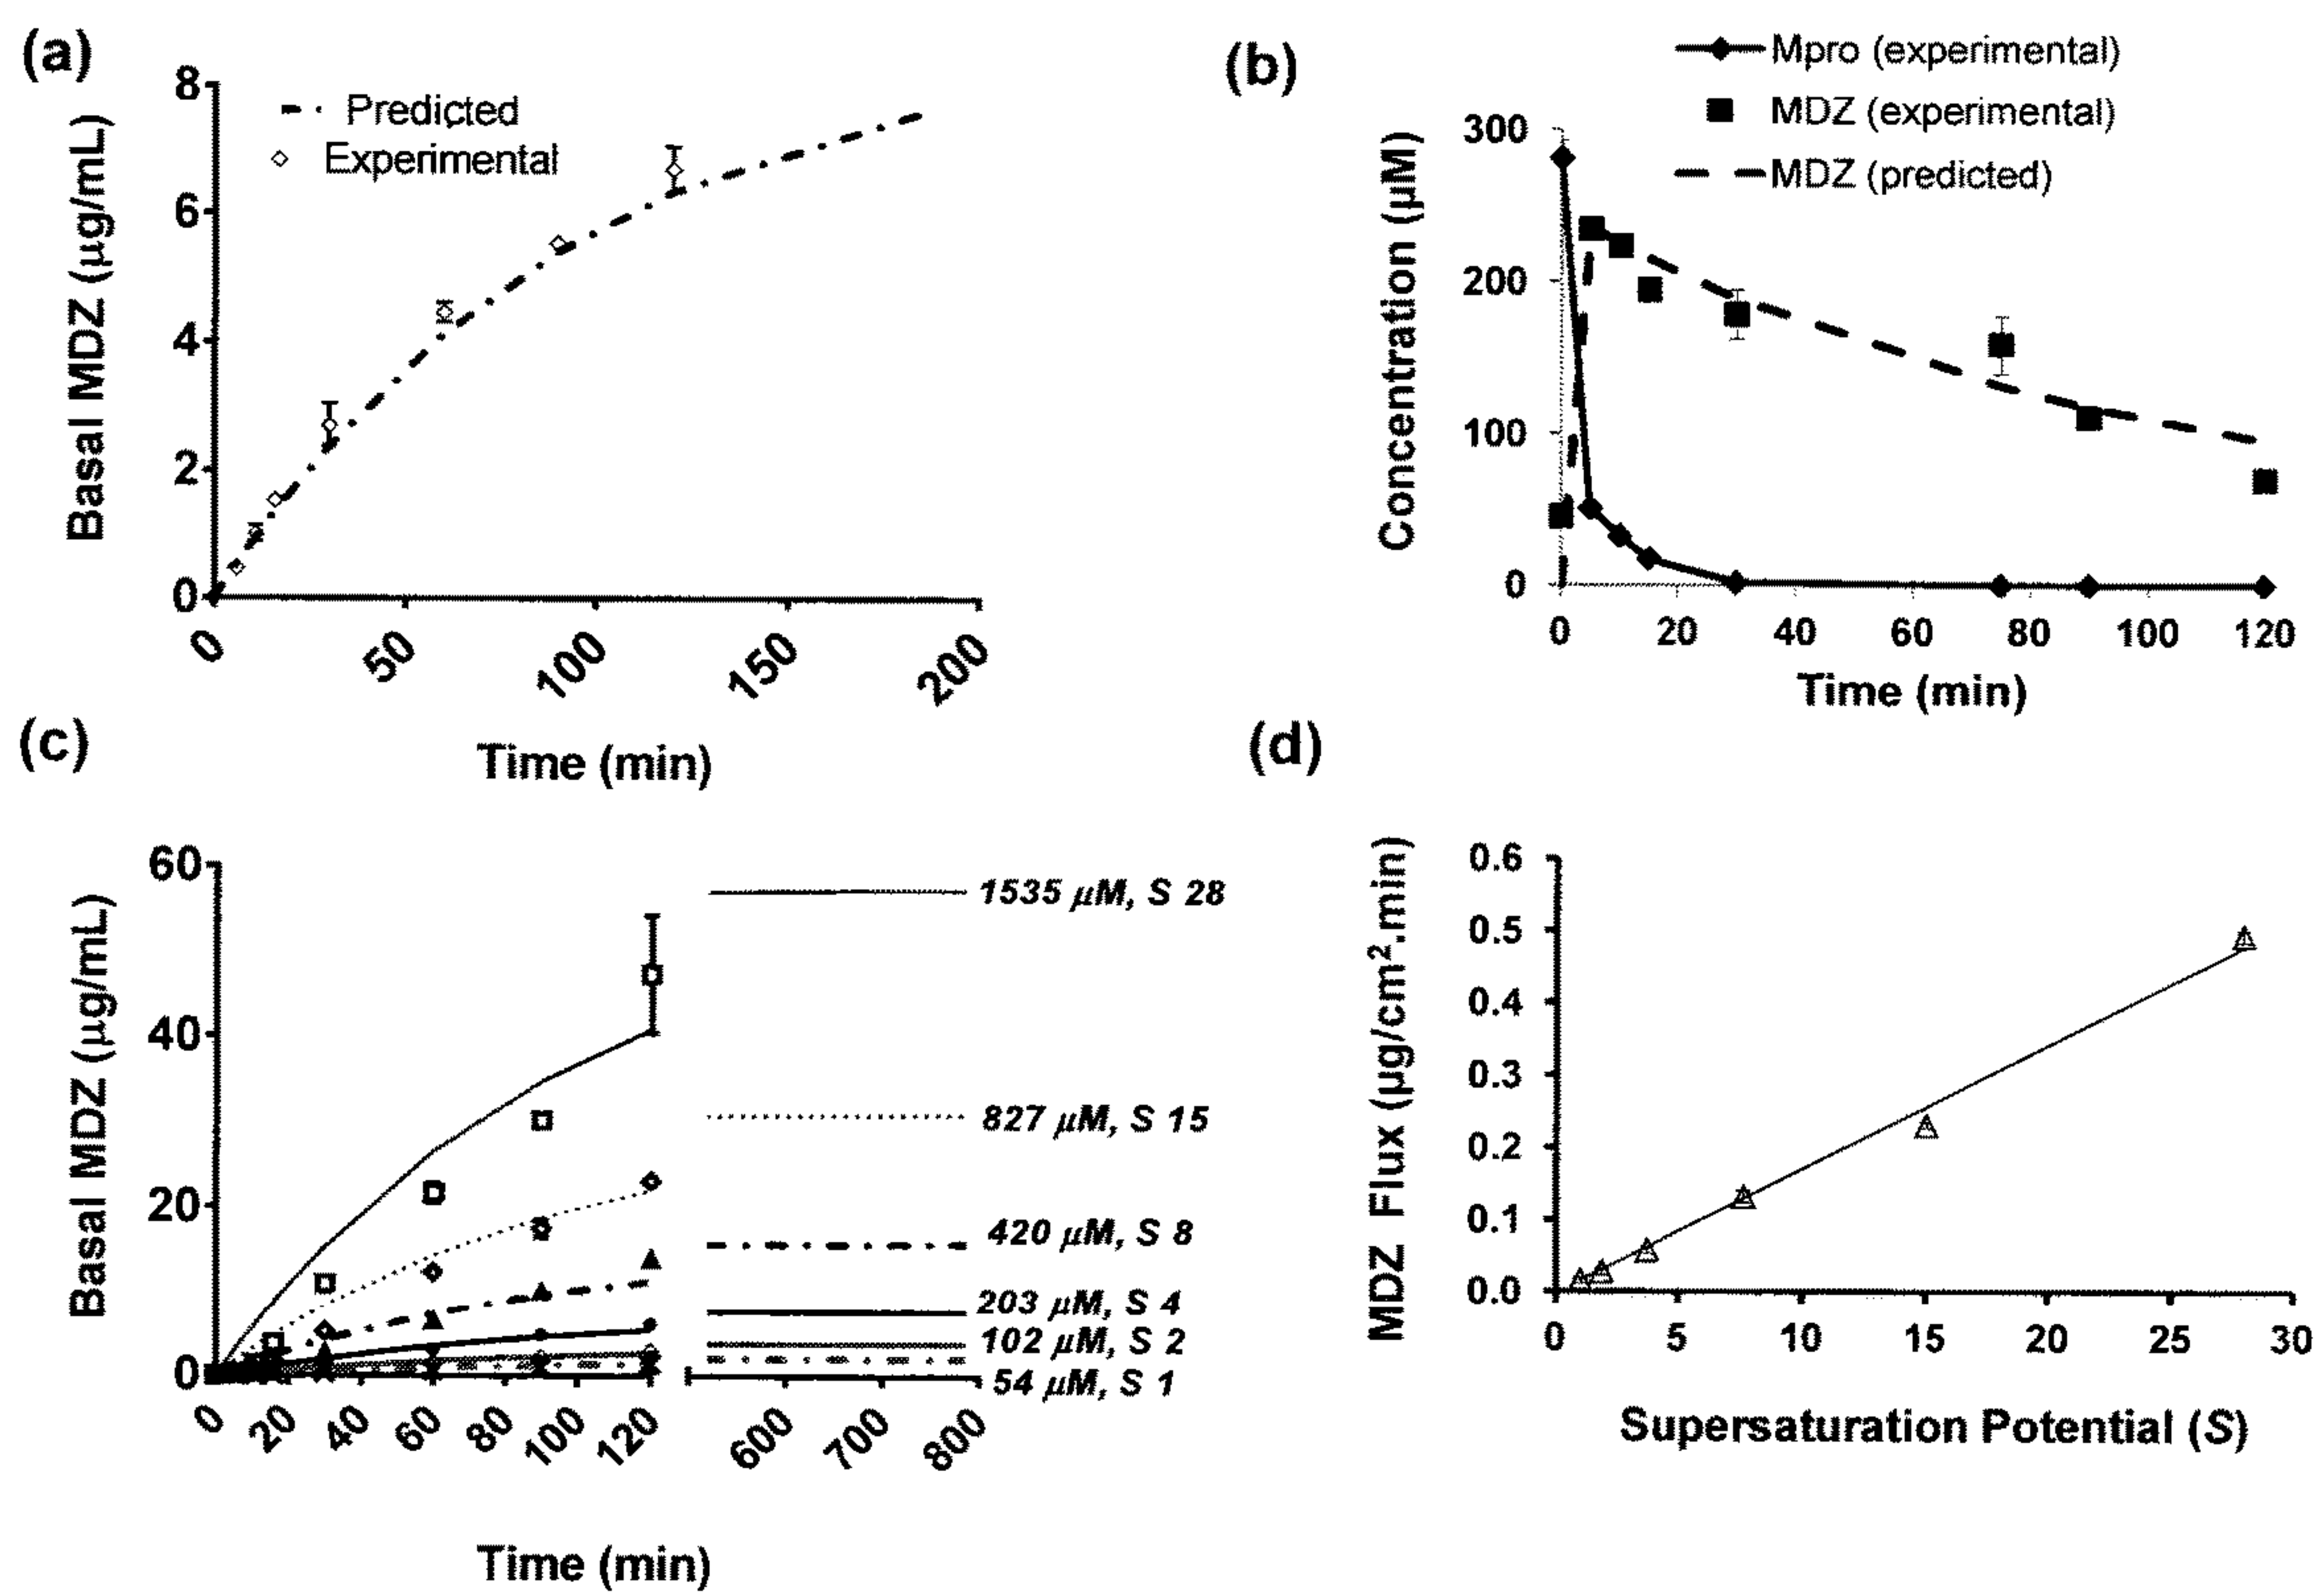 (a)
8
6
4
2
0
Basal MDZ (µg/mL)
Predicted
Experimental
0
50
100
150
200
Time (min)
(b)
Mpro (experimental)
MDZ (experimental)
MDZ (predicted)
300
200
100
0
Concentration (µM)
0
20
40
60
80
100
120
Time (min)
(c)
60
40
20
0
Basal MDZ (µg/mL)
1535 µM, S 28
827 µM, S 15
420 µM, S 8
203 µM, S 4
102 µM, S 2
54 µM, S 1
0
20
40
60
80
100
120
600
700
800
Time (min)
(d)
0.6
0.5
0.4
0.3
0.2
0.1
0.0
MDZ Flux (µg/cm².min)
0
5
10
15
20
25
30
Supersaturation Potential (S)